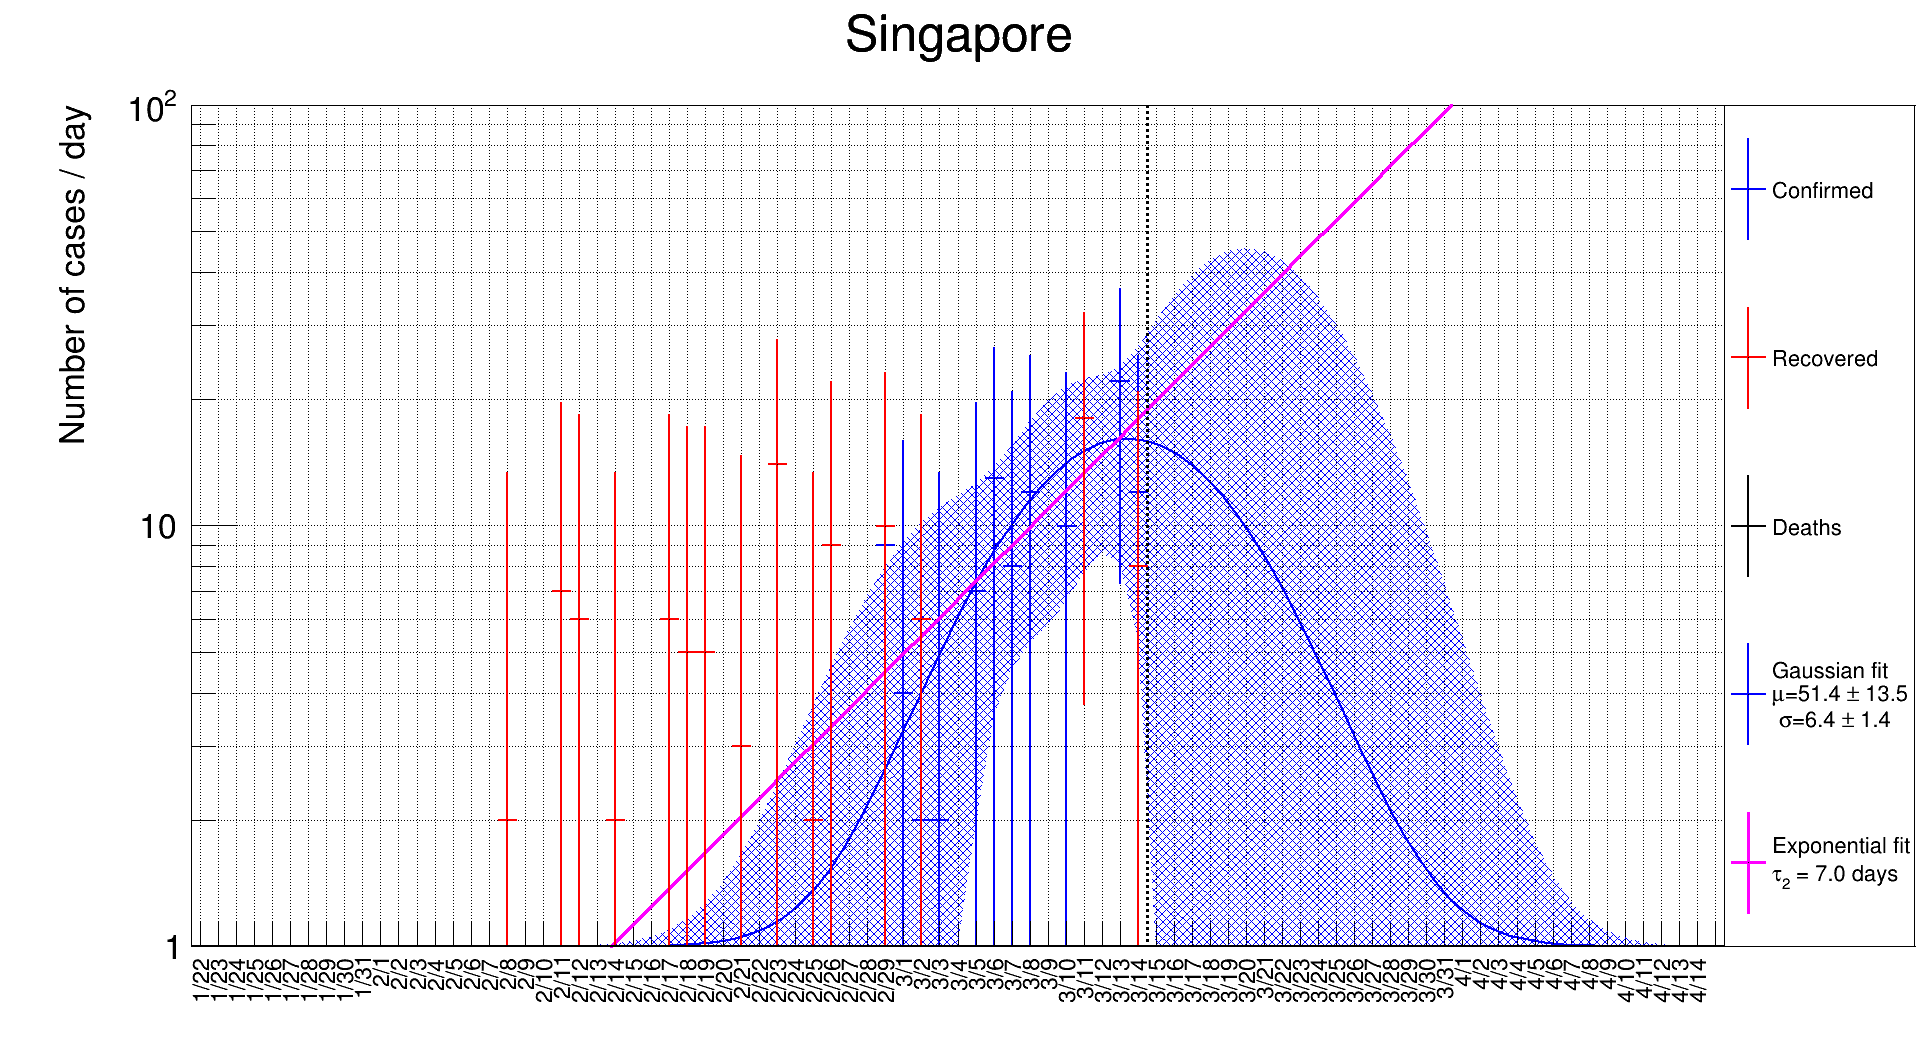 Singapore
Number of cases / day
10²
10
1
1/22 1/23 1/24 1/25 1/26 1/27 1/28 1/29 1/30 1/31 2/1 2/2 2/3 2/4 2/5 2/6 2/7 2/8 2/9 2/10 2/11 2/12 2/13 2/14 2/15 2/16 2/17 2/18 2/19 2/20 2/21 2/22 2/23 2/24 2/25 2/26 2/27 2/28 2/29 3/1 3/2 3/3 3/4 3/5 3/6 3/7 3/8 3/9 3/10 3/11 3/12 3/13 3/14 3/15 3/16 3/17 3/18 3/19 3/20 3/21 3/22 3/23 3/24 3/25 3/26 3/27 3/28 3/29 3/30 3/31 4/1 4/2 4/3 4/4 4/5 4/6 4/7 4/8 4/9 4/10 4/11 4/12 4/13 4/14
Confirmed
Recovered
Deaths
Gaussian fit
μ=51.4 ± 13.5
σ=6.4 ± 1.4
Exponential fit
τ₂ = 7.0 days